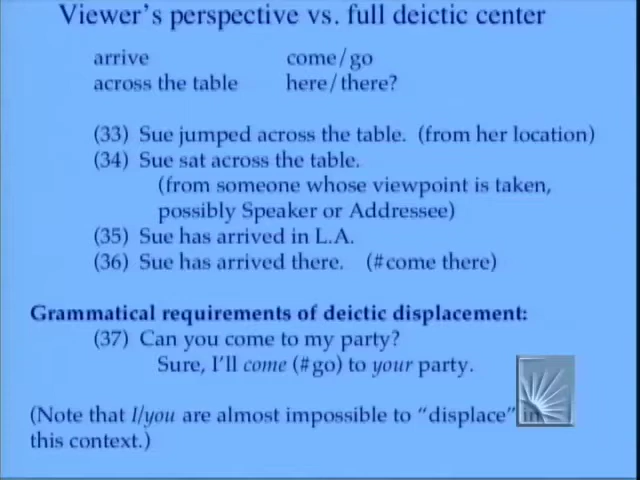 Viewer's perspective vs. full deictic center
arrive come/go
across the table here/there?
(33) Sue jumped across the table. (from her location)
(34) Sue sat across the table.
(from someone whose viewpoint is taken,
possibly Speaker or Addressee)
(35) Sue has arrived in L.A.
(36) Sue has arrived there. (#come there)
Grammatical requirements of deictic displacement:
(37) Can you come to my party?
Sure, I'll come (#go) to your party.
(Note that I/you are almost impossible to "displace" in
this context.)